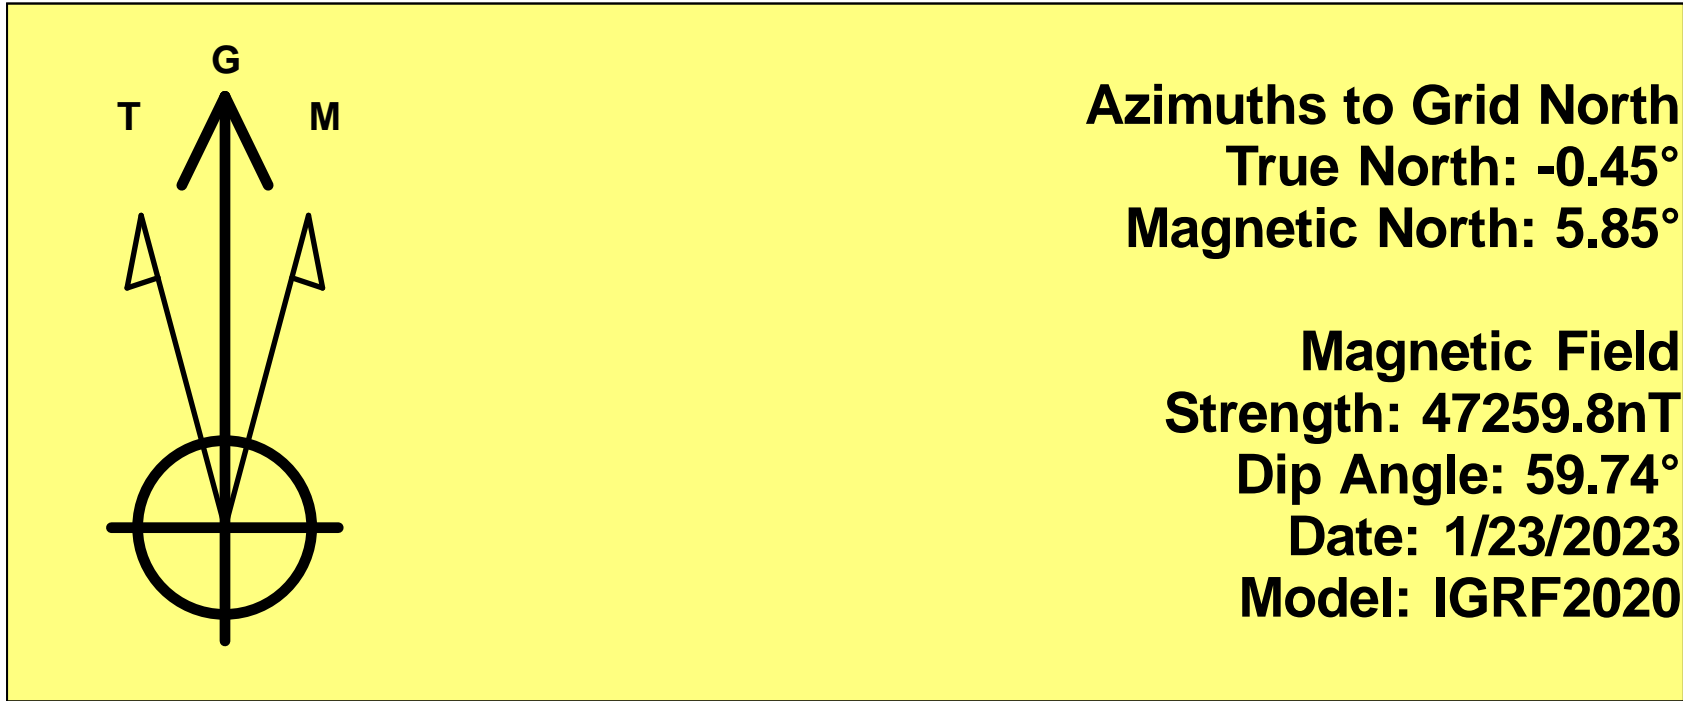 G
T
M
Azimuths to Grid North
True North: -0.45°
Magnetic North: 5.85°
Magnetic Field
Strength: 47259.8nT
Dip Angle: 59.74°
Date: 1/23/2023
Model: IGRF2020